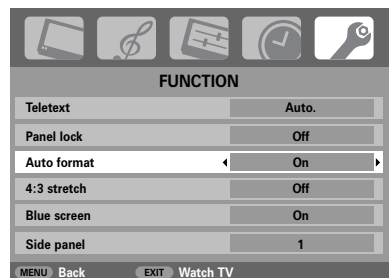 FUNCTION
Teletext Auto.
Panel lock Off
Auto format On
4:3 stretch Off
Blue screen On
Side panel 1
MENU Back EXIT Watch TV